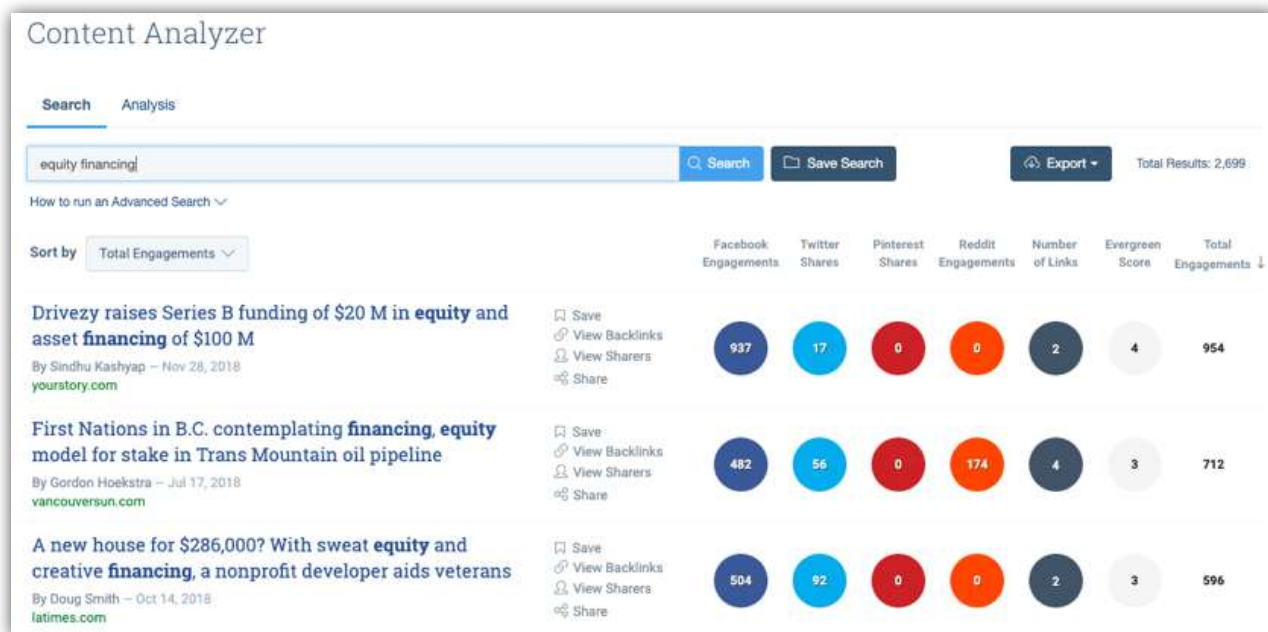 Content Analyzer
Search Analysis
equity financing
Search
Save Search
Export
Total Results: 2,699
How to run an Advanced Search
Sort by Total Engagements
Facebook Engagements
Twitter Shares
Pinterest Shares
Reddit Engagements
Number of Links
Evergreen Score
Total Engagements ↓
Drivezy raises Series B funding of $20 M in equity and
asset financing of $100 M
By Sindhu Kashyap – Nov 28, 2018
yourstory.com
Save
View Backlinks
View Sharers
Share
937 17 0 0 2 4 954
First Nations in B.C. contemplating financing, equity
model for stake in Trans Mountain oil pipeline
By Gordon Hoekstra – Jul 17, 2018
vancouversun.com
Save
View Backlinks
View Sharers
Share
482 56 0 174 4 3 712
A new house for $286,000? With sweat equity and
creative financing, a nonprofit developer aids veterans
By Doug Smith – Oct 14, 2018
latimes.com
Save
View Backlinks
View Sharers
Share
504 92 0 0 2 3 596